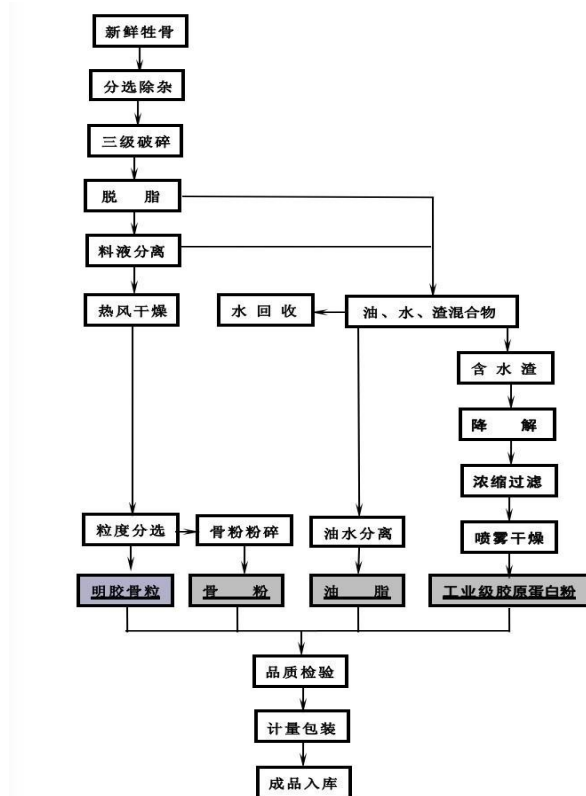 新鲜牲骨
分选除杂
三级破碎
脱 脂
料液分离
热风干燥
水 回 收
油、水、渣混合物
含 水 渣
降 解
浓缩过滤
粒度分选
骨粉粉碎
油水分离
喷雾干燥
明胶骨粒
骨 粉
油 脂
工业级胶原蛋白粉
品质检验
计量包装
成品入库